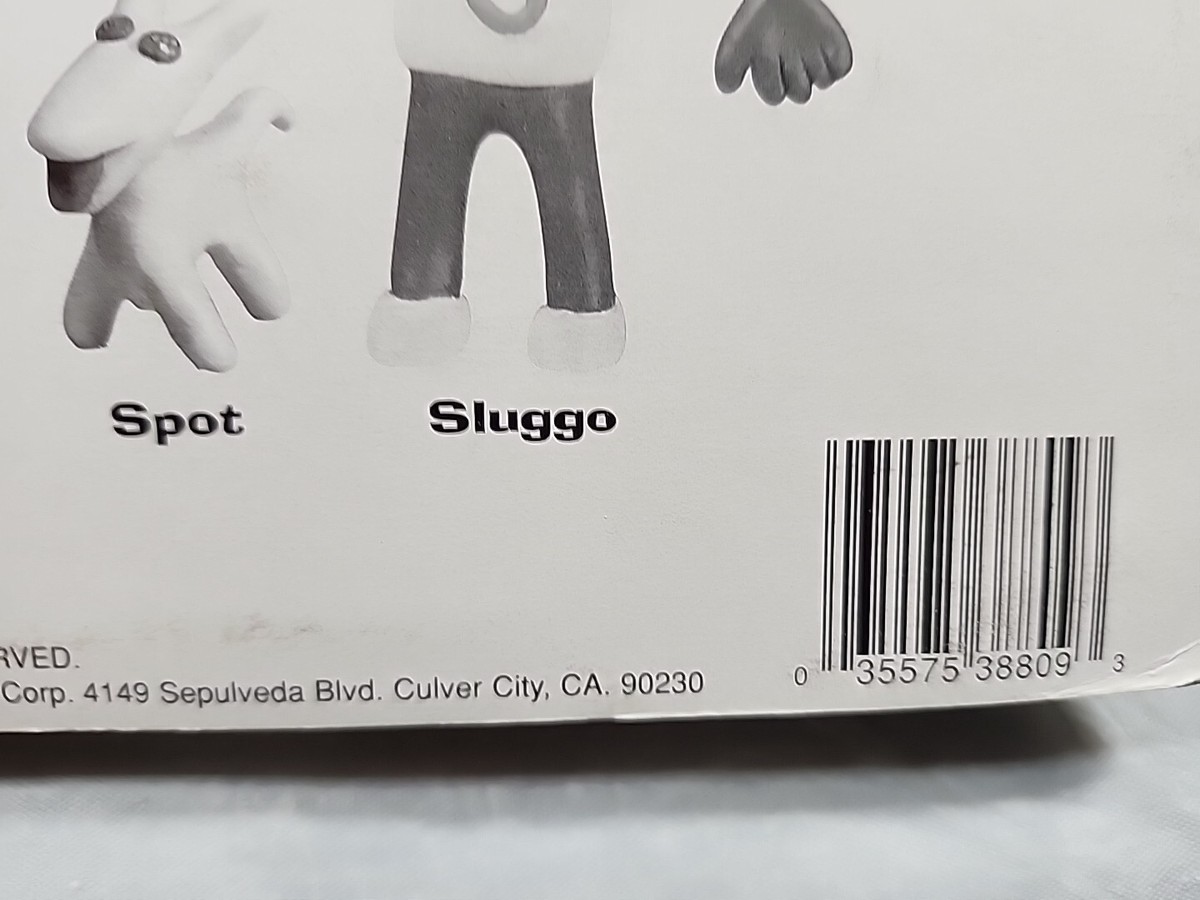 Spot
Sluggo
RVED.
Corp. 4149 Sepulveda Blvd. Culver City, CA. 90230
0 35575 38809 3